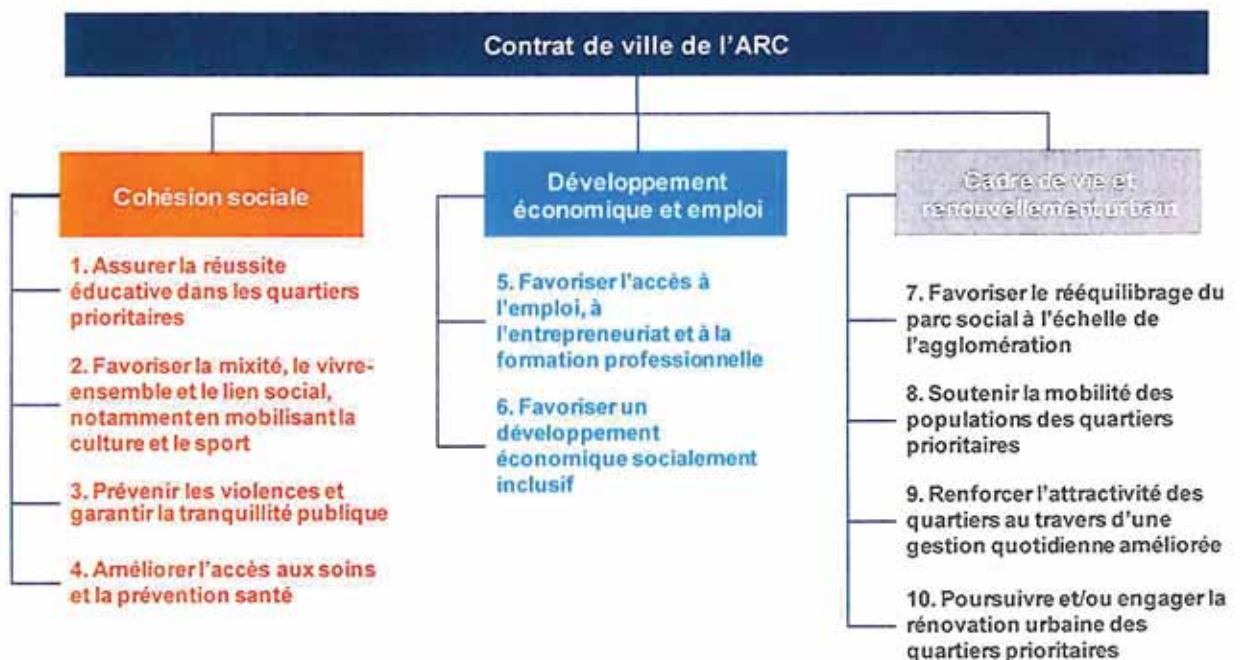 Contrat de ville de l'ARC
Cohésion sociale
1. Assurer la réussite
éducative dans les quartiers
prioritaires
2. Favoriser la mixité, le vivre-
ensemble et le lien social,
notamment en mobilisant la
culture et le sport
3. Prévenir les violences et
garantir la tranquillité publique
4. Améliorer l'accès aux soins
et la prévention santé
Développement
économique et emploi
5. Favoriser l'accès à
l'emploi, à
l'entrepreneuriat et à la
formation professionnelle
6. Favoriser un
développement
économique socialement
inclusif
Cadre de vie et
renouvellement urbain
7. Favoriser le rééquilibrage du
parc social à l'échelle de
l'agglomération
8. Soutenir la mobilité des
populations des quartiers
prioritaires
9. Renforcer l'attractivité des
quartiers au travers d'une
gestion quotidienne améliorée
10. Poursuivre et/ou engager la
rénovation urbaine des
quartiers prioritaires